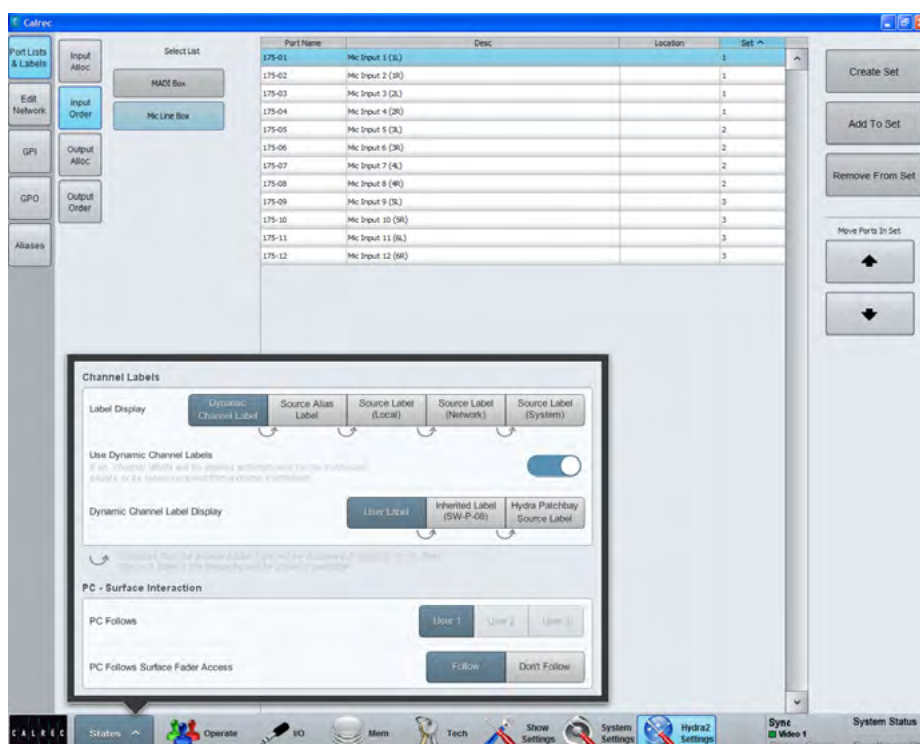 Calrec
Port Lists & Labels
Edit Network
GPI
GPO
Aliases
Input Alloc
Input Order
Output Alloc
Output Order
Select List
MADI Box
Mic Line Box
Port Name Desc Location Set
175-01 Mic Input 1 (1L) 1
175-02 Mic Input 2 (1R) 1
175-03 Mic Input 3 (2L) 1
175-04 Mic Input 4 (2R) 1
175-05 Mic Input 5 (3L) 2
175-06 Mic Input 6 (3R) 2
175-07 Mic Input 7 (4L) 2
175-08 Mic Input 8 (4R) 2
175-09 Mic Input 9 (5L) 3
175-10 Mic Input 10 (5R) 3
175-11 Mic Input 11 (6L) 3
175-12 Mic Input 12 (6R) 3
Create Set
Add To Set
Remove From Set
Move Ports In Set
Channel Labels
Label Display
Dynamic Channel Label
Source Alias Label
Source Label (Local)
Source Label (Network)
Source Label (System)
Use Dynamic Channel Labels
Dynamic Channel Label Display
User Label
Inherited Label (SW-P-08)
Hydra Patchbay Source Label
PC - Surface Interaction
PC Follows
User 1
User 2
User 3
PC Follows Surface Fader Access
Follow
Don't Follow
CALREC
States
Operate
I/O
Mem
Tech
Show Settings
System Settings
Hydra2 Settings
Sync
Video 1
System Status